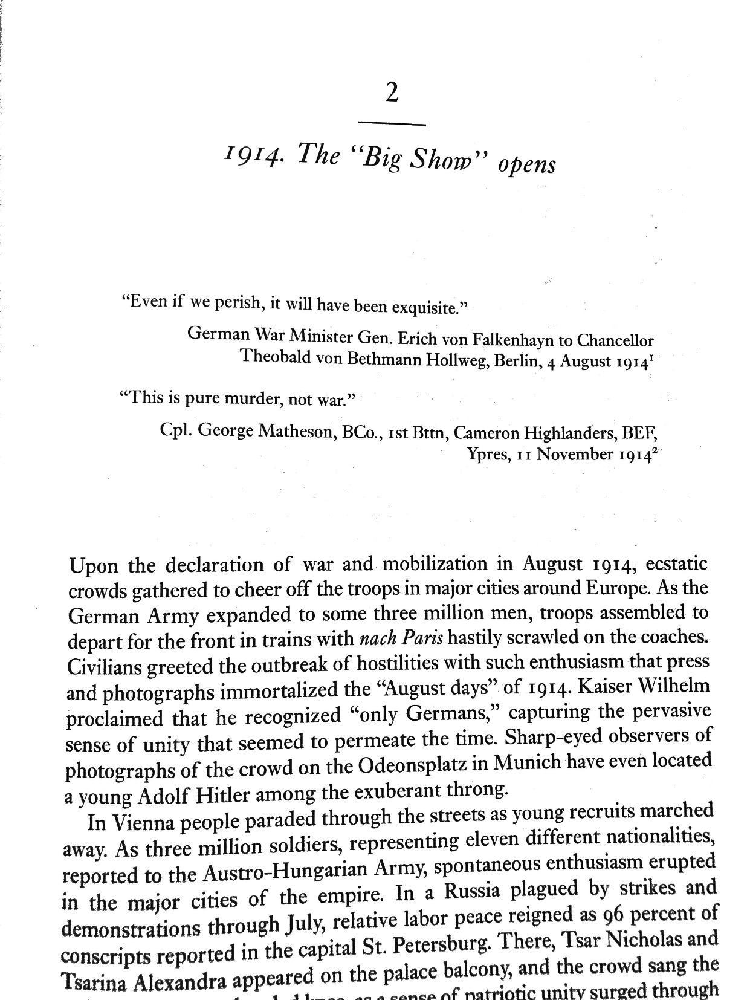 2
1914. The “Big Show” opens
“Even if we perish, it will have been exquisite.”
German War Minister Gen. Erich von Falkenhayn to Chancellor
Theobald von Bethmann Hollweg, Berlin, 4 August 1914¹
“This is pure murder, not war.”
Cpl. George Matheson, BCo., 1st Bttn, Cameron Highlanders, BEF,
Ypres, 11 November 1914²
Upon the declaration of war and mobilization in August 1914, ecstatic
crowds gathered to cheer off the troops in major cities around Europe. As the
German Army expanded to some three million men, troops assembled to
depart for the front in trains with nach Paris hastily scrawled on the coaches.
Civilians greeted the outbreak of hostilities with such enthusiasm that press
and photographs immortalized the “August days” of 1914. Kaiser Wilhelm
proclaimed that he recognized “only Germans,” capturing the pervasive
sense of unity that seemed to permeate the time. Sharp-eyed observers of
photographs of the crowd on the Odeonsplatz in Munich have even located
a young Adolf Hitler among the exuberant throng.
In Vienna people paraded through the streets as young recruits marched
away. As three million soldiers, representing eleven different nationalities,
reported to the Austro-Hungarian Army, spontaneous enthusiasm erupted
in the major cities of the empire. In a Russia plagued by strikes and
demonstrations through July, relative labor peace reigned as 96 percent of
conscripts reported in the capital St. Petersburg. There, Tsar Nicholas and
Tsarina Alexandra appeared on the palace balcony, and the crowd sang the
as a sense of patriotic unity surged through